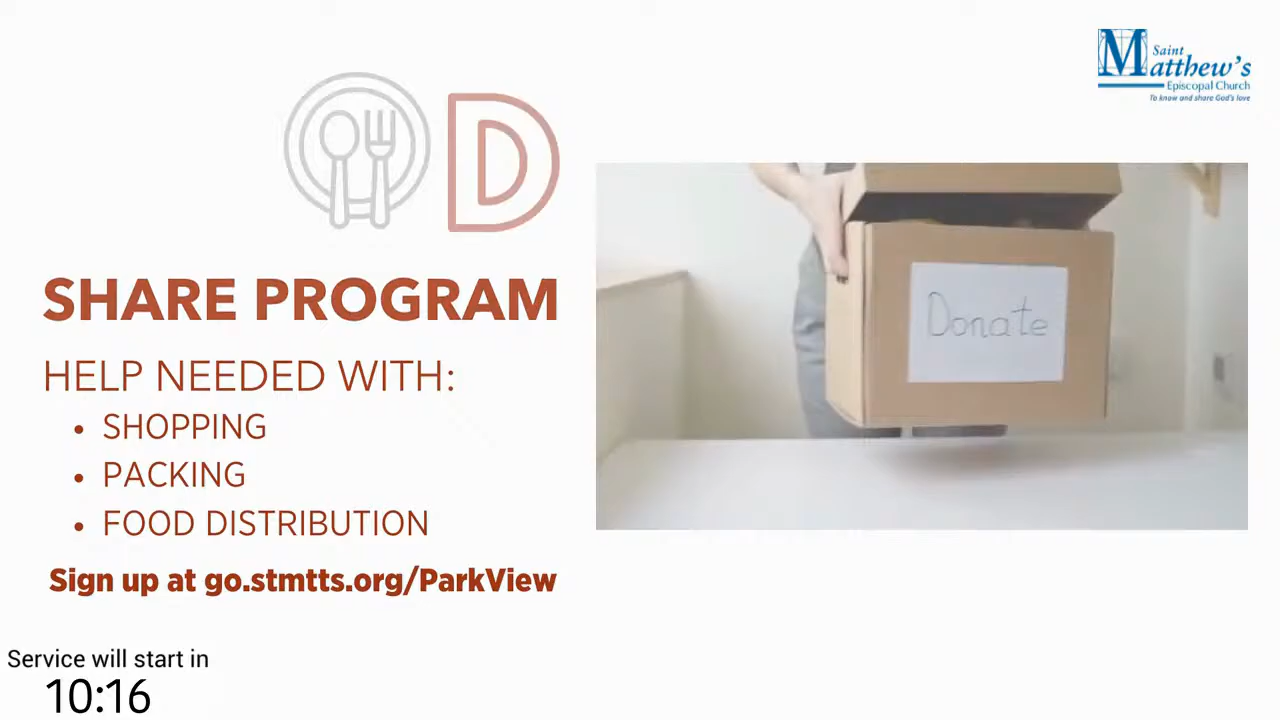 Saint
Matthew's
Episcopal Church
To know and share God's love
D
SHARE PROGRAM
HELP NEEDED WITH:
• SHOPPING
• PACKING
• FOOD DISTRIBUTION
Sign up at go.stmtts.org/ParkView
Donate
Service will start in
10:16